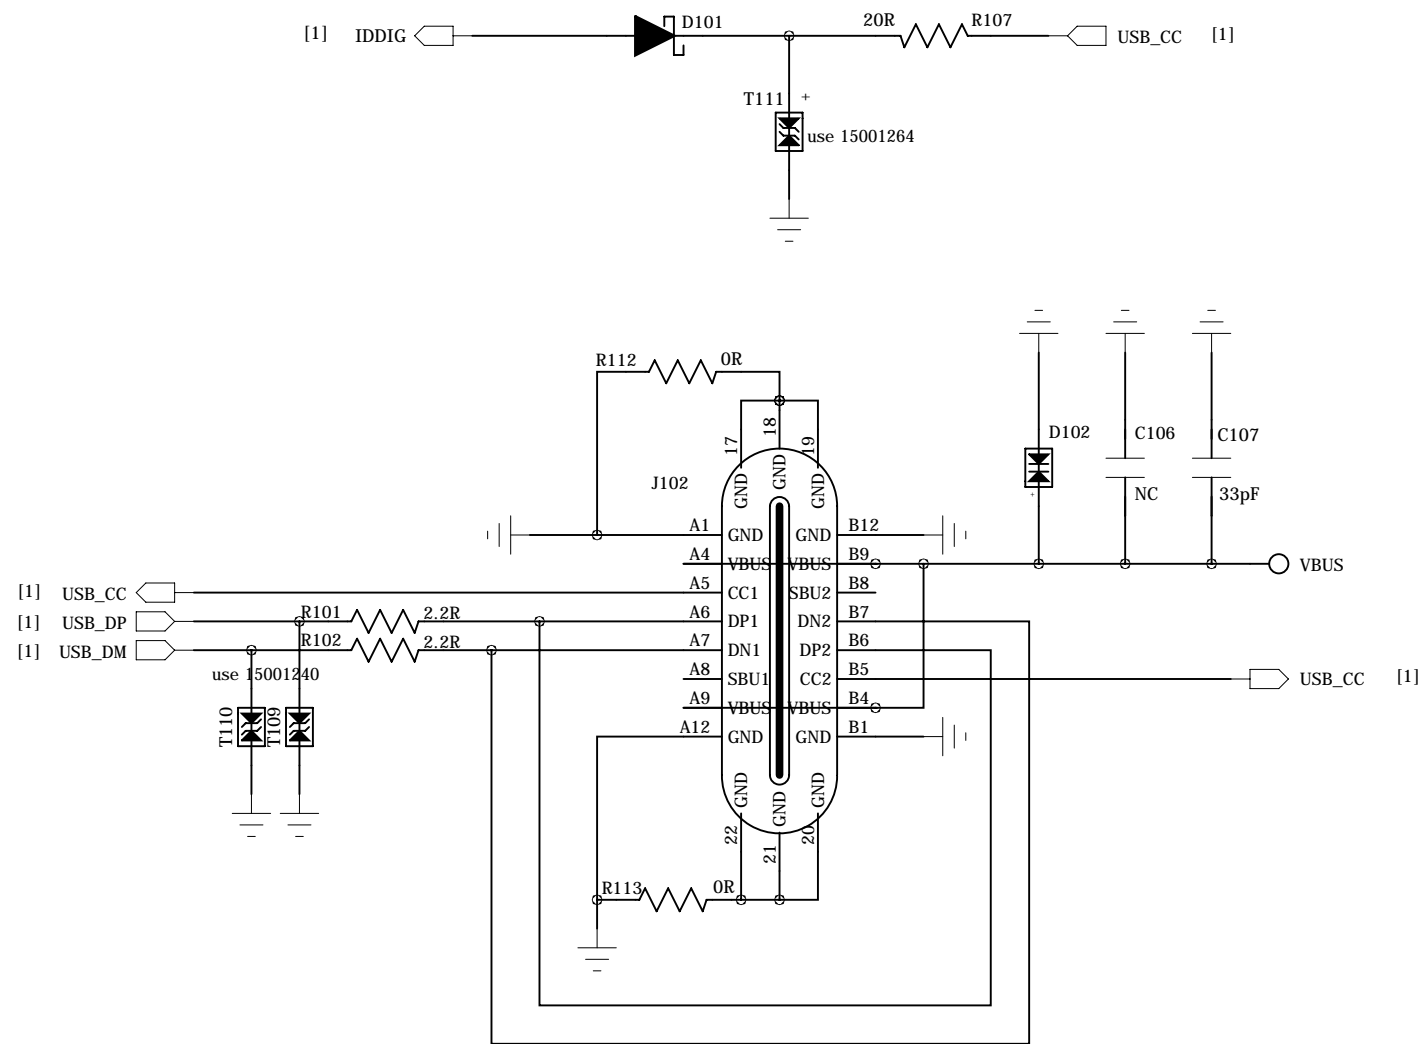 [1] IDDIG D101 20R R107 USB_CC [1]
T111 +
use 15001264
R112 0R
17 18 19
D102 C106 C107
+ NC 33pF
J102
GND GND GND
A1 GND GND B12
A4 VBUS VBUS B9 VBUS
[1] USB_CC A5 CC1 SBU2 B8
[1] USB_DP R101 2.2R A6 DP1 DN2 B7
[1] USB_DM R102 2.2R A7 DN1 DP2 B6
use 15001240 A8 SBU1 CC2 B5 USB_CC [1]
T110 T109 A9 VBUS VBUS B4
A12 GND GND B1
GND GND GND
22 21 20
R113 0R